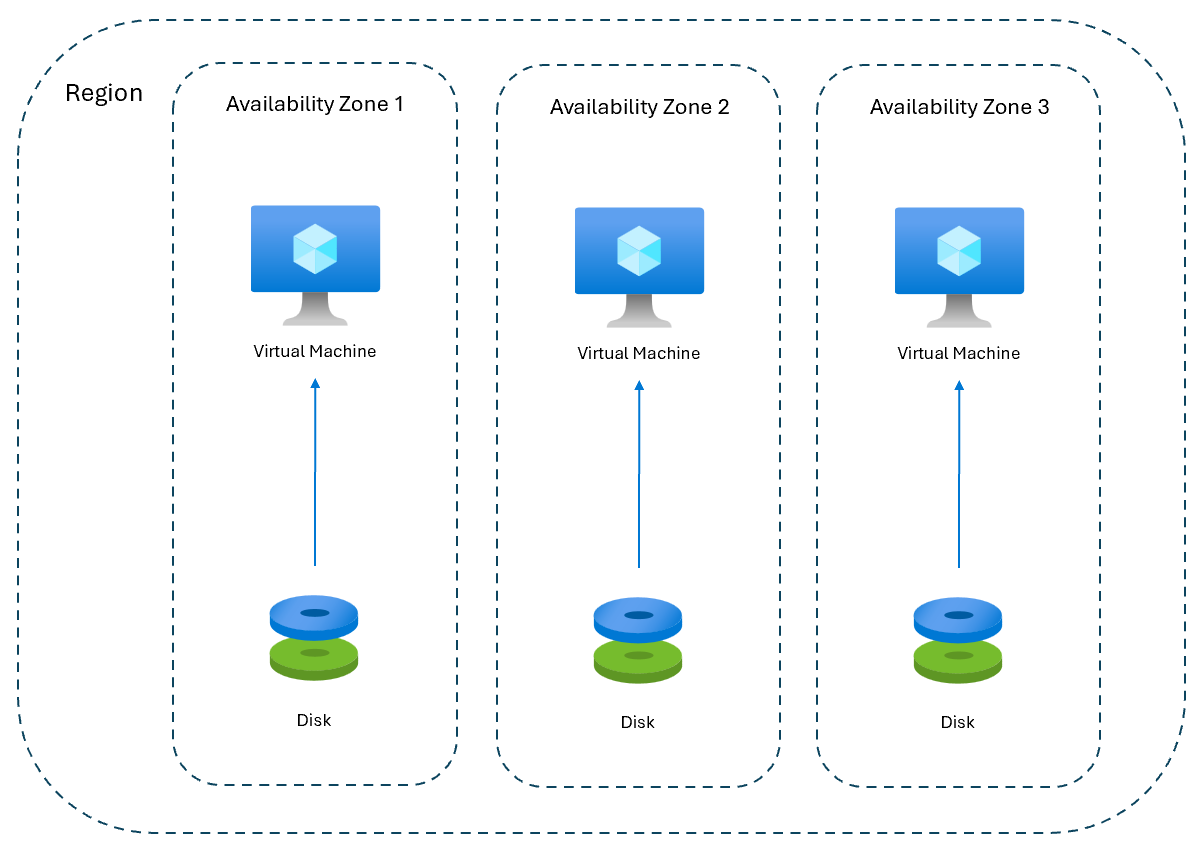 Region
Availability Zone 1
Availability Zone 2
Availability Zone 3
Virtual Machine
Virtual Machine
Virtual Machine
Disk
Disk
Disk